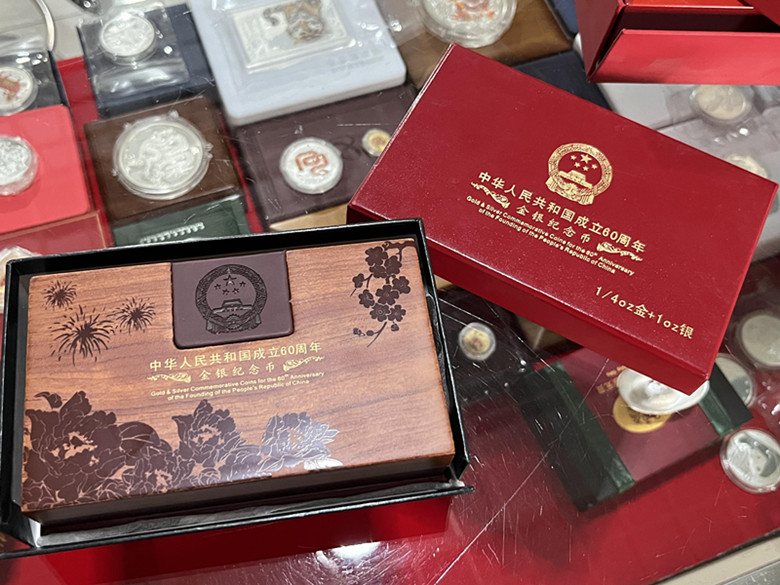 中华人民共和国成立60周年
金银纪念币
Gold & Silver Commemorative Coins for the 60th Anniversary
of the Founding of the People's Republic of China
1/4oz金+1oz银
中华人民共和国成立60周年
金银纪念币
Gold & Silver Commemorative Coins for the 60th Anniversary
of the Founding of the People's Republic of China